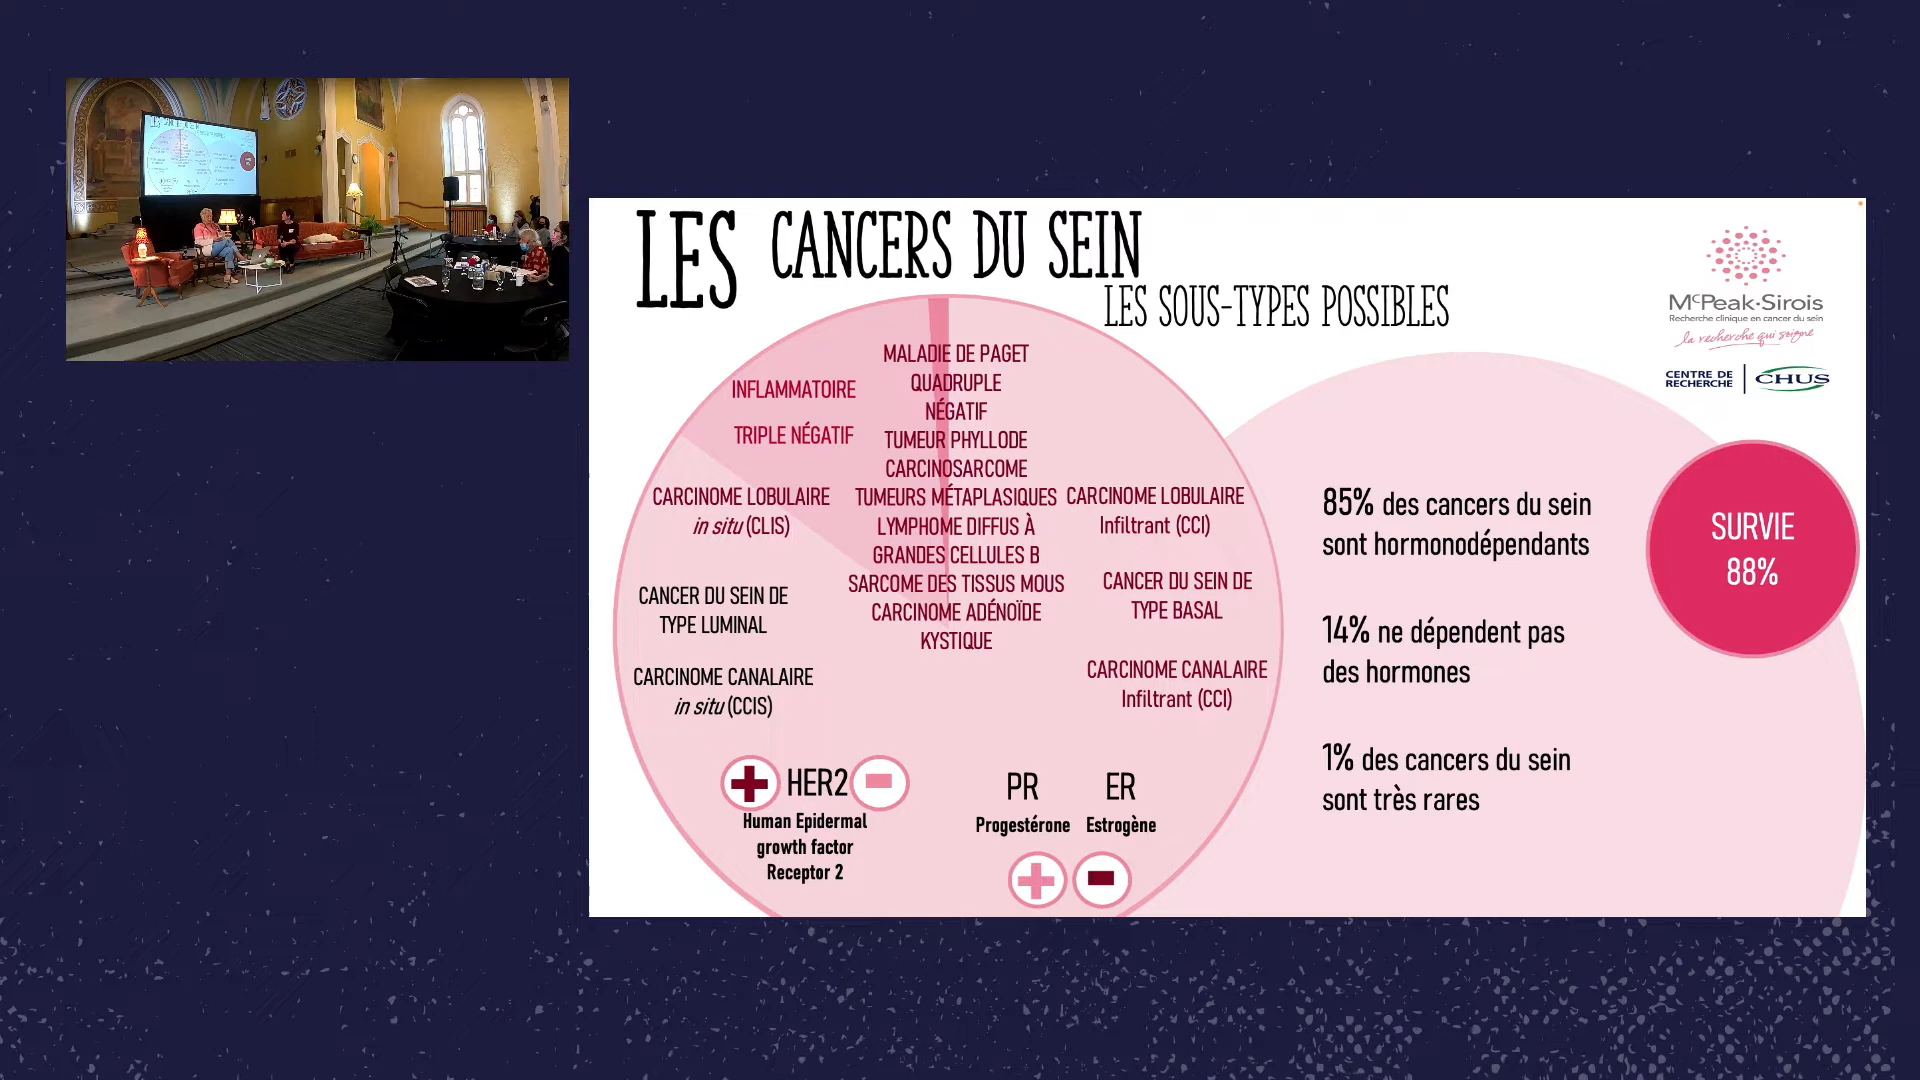 LES CANCERS DU SEIN
LES SOUS-TYPES POSSIBLES
McPeak·Sirois
Recherche clinique en cancer du sein
la recherche qui soigne
CENTRE DE
RECHERCHE
CHUS
INFLAMMATOIRE
TRIPLE NÉGATIF
MALADIE DE PAGET
QUADRUPLE
NÉGATIF
TUMEUR PHYLLODE
CARCINOSARCOME
TUMEURS MÉTAPLASIQUES
LYMPHOME DIFFUS À
GRANDES CELLULES B
SARCOME DES TISSUS MOUS
CARCINOME ADÉNOÏDE
KYSTIQUE
CARCINOME LOBULAIRE
in situ (CLIS)
CANCER DU SEIN DE
TYPE LUMINAL
CARCINOME CANALAIRE
in situ (CCIS)
CARCINOME LOBULAIRE
Infiltrant (CCI)
CANCER DU SEIN DE
TYPE BASAL
CARCINOME CANALAIRE
Infiltrant (CCI)
HER2
Human Epidermal
growth factor
Receptor 2
PR
Progestérone
ER
Estrogène
85% des cancers du sein
sont hormonodépendants
14% ne dépendent pas
des hormones
1% des cancers du sein
sont très rares
SURVIE
88%